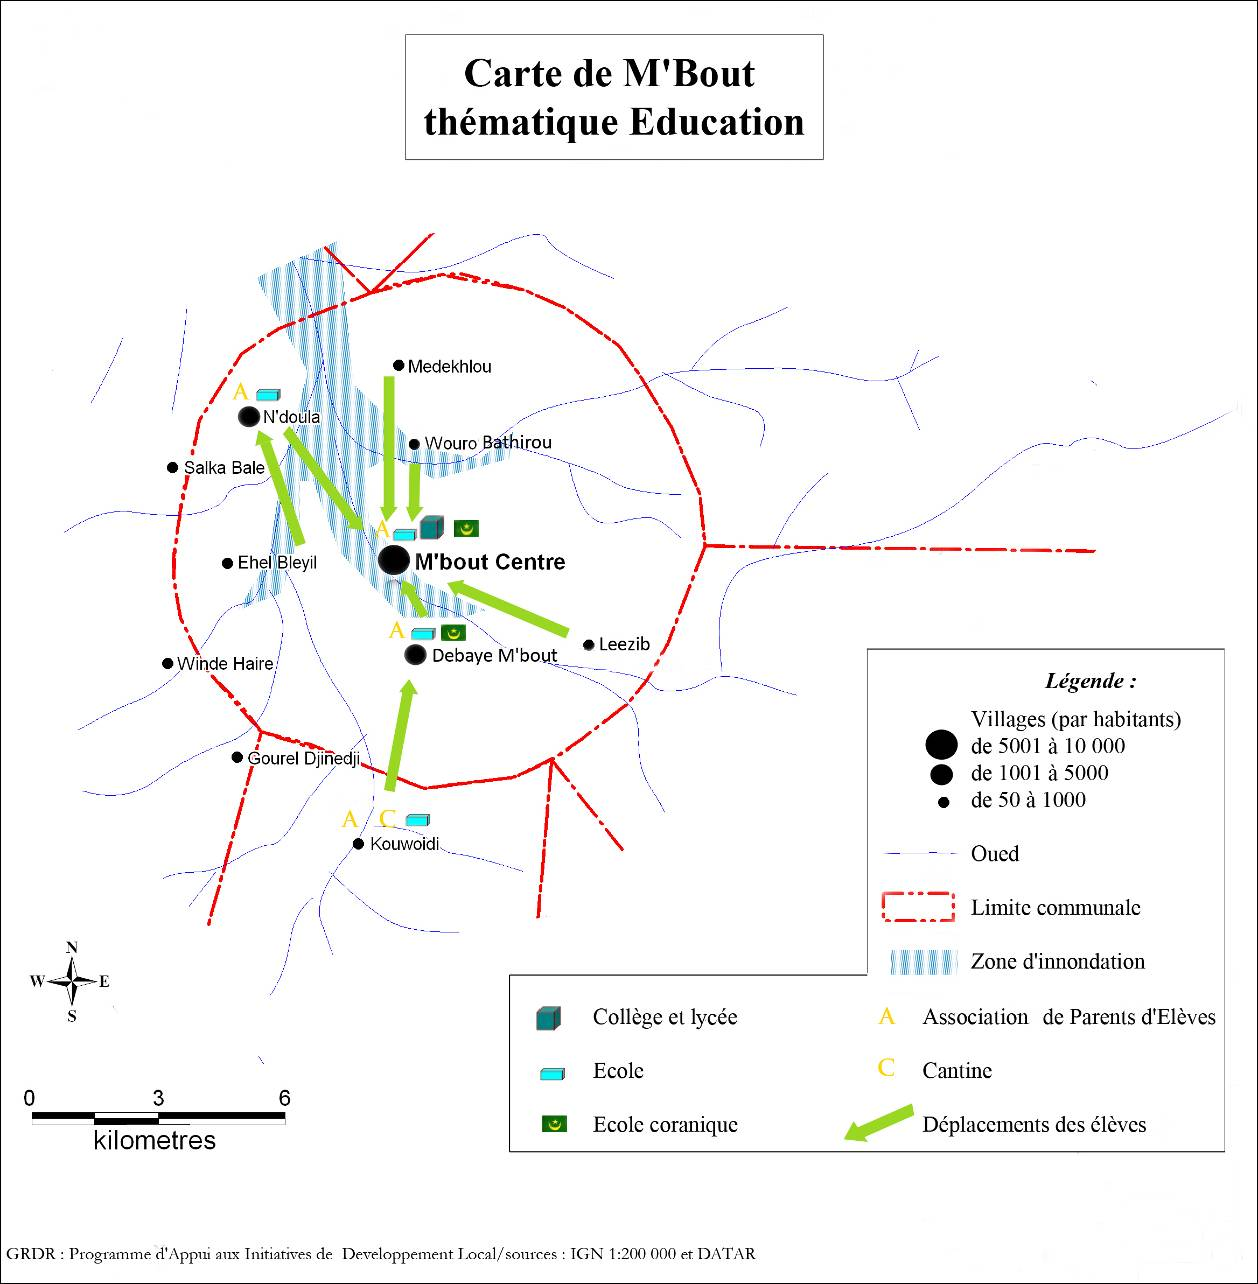 Carte de M'Bout
thématique Education
Medekhlou
A
N'doula
Wouro Bathirou
Salka Bale
A
M'bout Centre
Ehel Bleyil
A
Leezib
Debaye M'bout
Winde Haire
Gourel Djinedji
A C
Kouwoidi
Légende :
Villages (par habitants)
de 5001 à 10 000
de 1001 à 5000
de 50 à 1000
Oued
Limite communale
Zone d'innondation
N
W E
S
Collège et lycée
A Association de Parents d'Elèves
Ecole
C Cantine
Ecole coranique
Déplacements des élèves
0 3 6
kilometres
GRDR : Programme d'Appui aux Initiatives de Developpement Local/sources : IGN 1:200 000 et DATAR